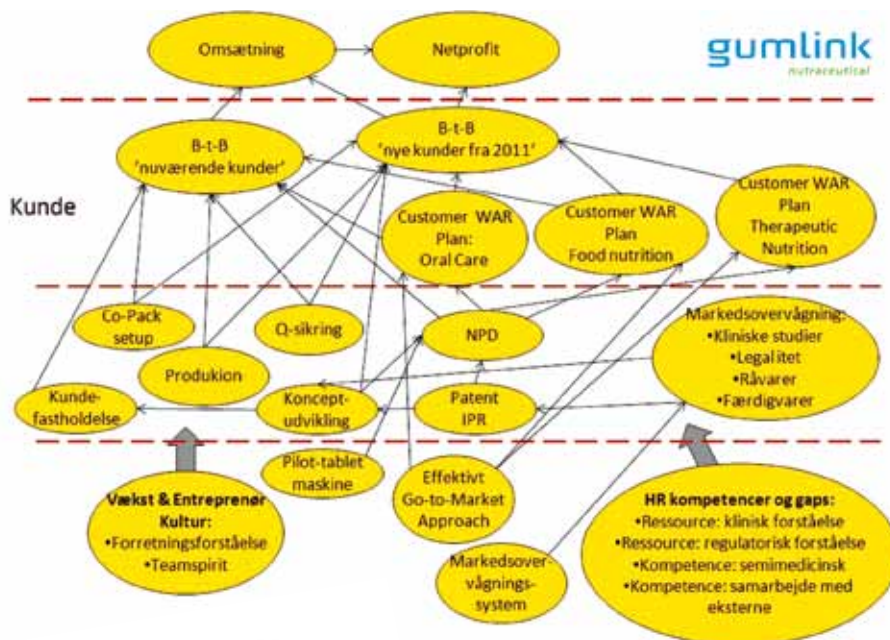 Omsætning
Netprofit
gumlink
nutraceutical
B-t-B
'nuværende kunder'
B-t-B
'nye kunder fra 2011'
Kunde
Customer WAR
Plan:
Oral Care
Customer WAR
Plan
Food nutrition
Customer WAR
Plan
Therapeutic
Nutrition
Co-Pack
setup
Q-sikring
NPD
Markedsovervågning:
•Kliniske studier
•Legalitet
•Råvarer
•Færdigvarer
Produkion
Kunde-
fastholdelse
Koncept-
udvikling
Patent
IPR
Pilot-tablet
maskine
Effektivt
Go-to-Market
Approach
Vækst & Entreprenør
Kultur:
•Forretningsforståelse
•Teamspirit
Markedsover-
vågnings-
system
HR kompetencer og gaps:
•Ressource: klinisk forståelse
•Ressource: regulatorisk forståelse
•Kompetence: semimedicinsk
•Kompetence: samarbejde med
eksterne